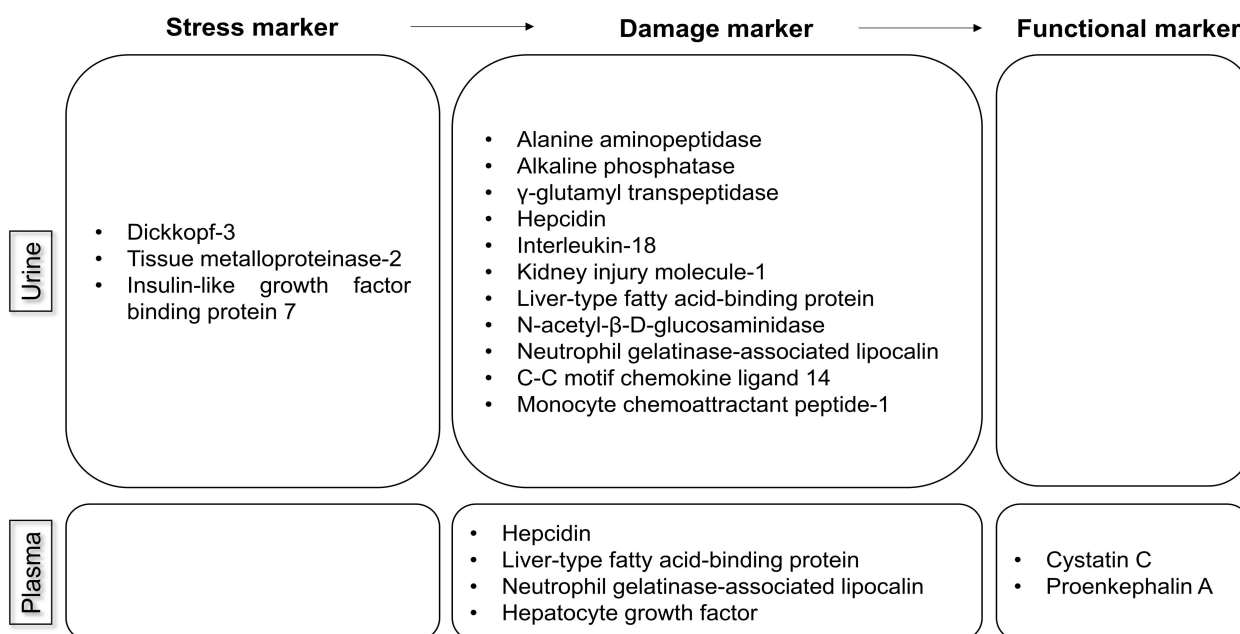 Stress marker
Damage marker
Functional marker
Urine
• Dickkopf-3
• Tissue metalloproteinase-2
• Insulin-like growth factor
binding protein 7
• Alanine aminopeptidase
• Alkaline phosphatase
• γ-glutamyl transpeptidase
• Hepcidin
• Interleukin-18
• Kidney injury molecule-1
• Liver-type fatty acid-binding protein
• N-acetyl-β-D-glucosaminidase
• Neutrophil gelatinase-associated lipocalin
• C-C motif chemokine ligand 14
• Monocyte chemoattractant peptide-1
Plasma
• Hepcidin
• Liver-type fatty acid-binding protein
• Neutrophil gelatinase-associated lipocalin
• Hepatocyte growth factor
• Cystatin C
• Proenkephalin A